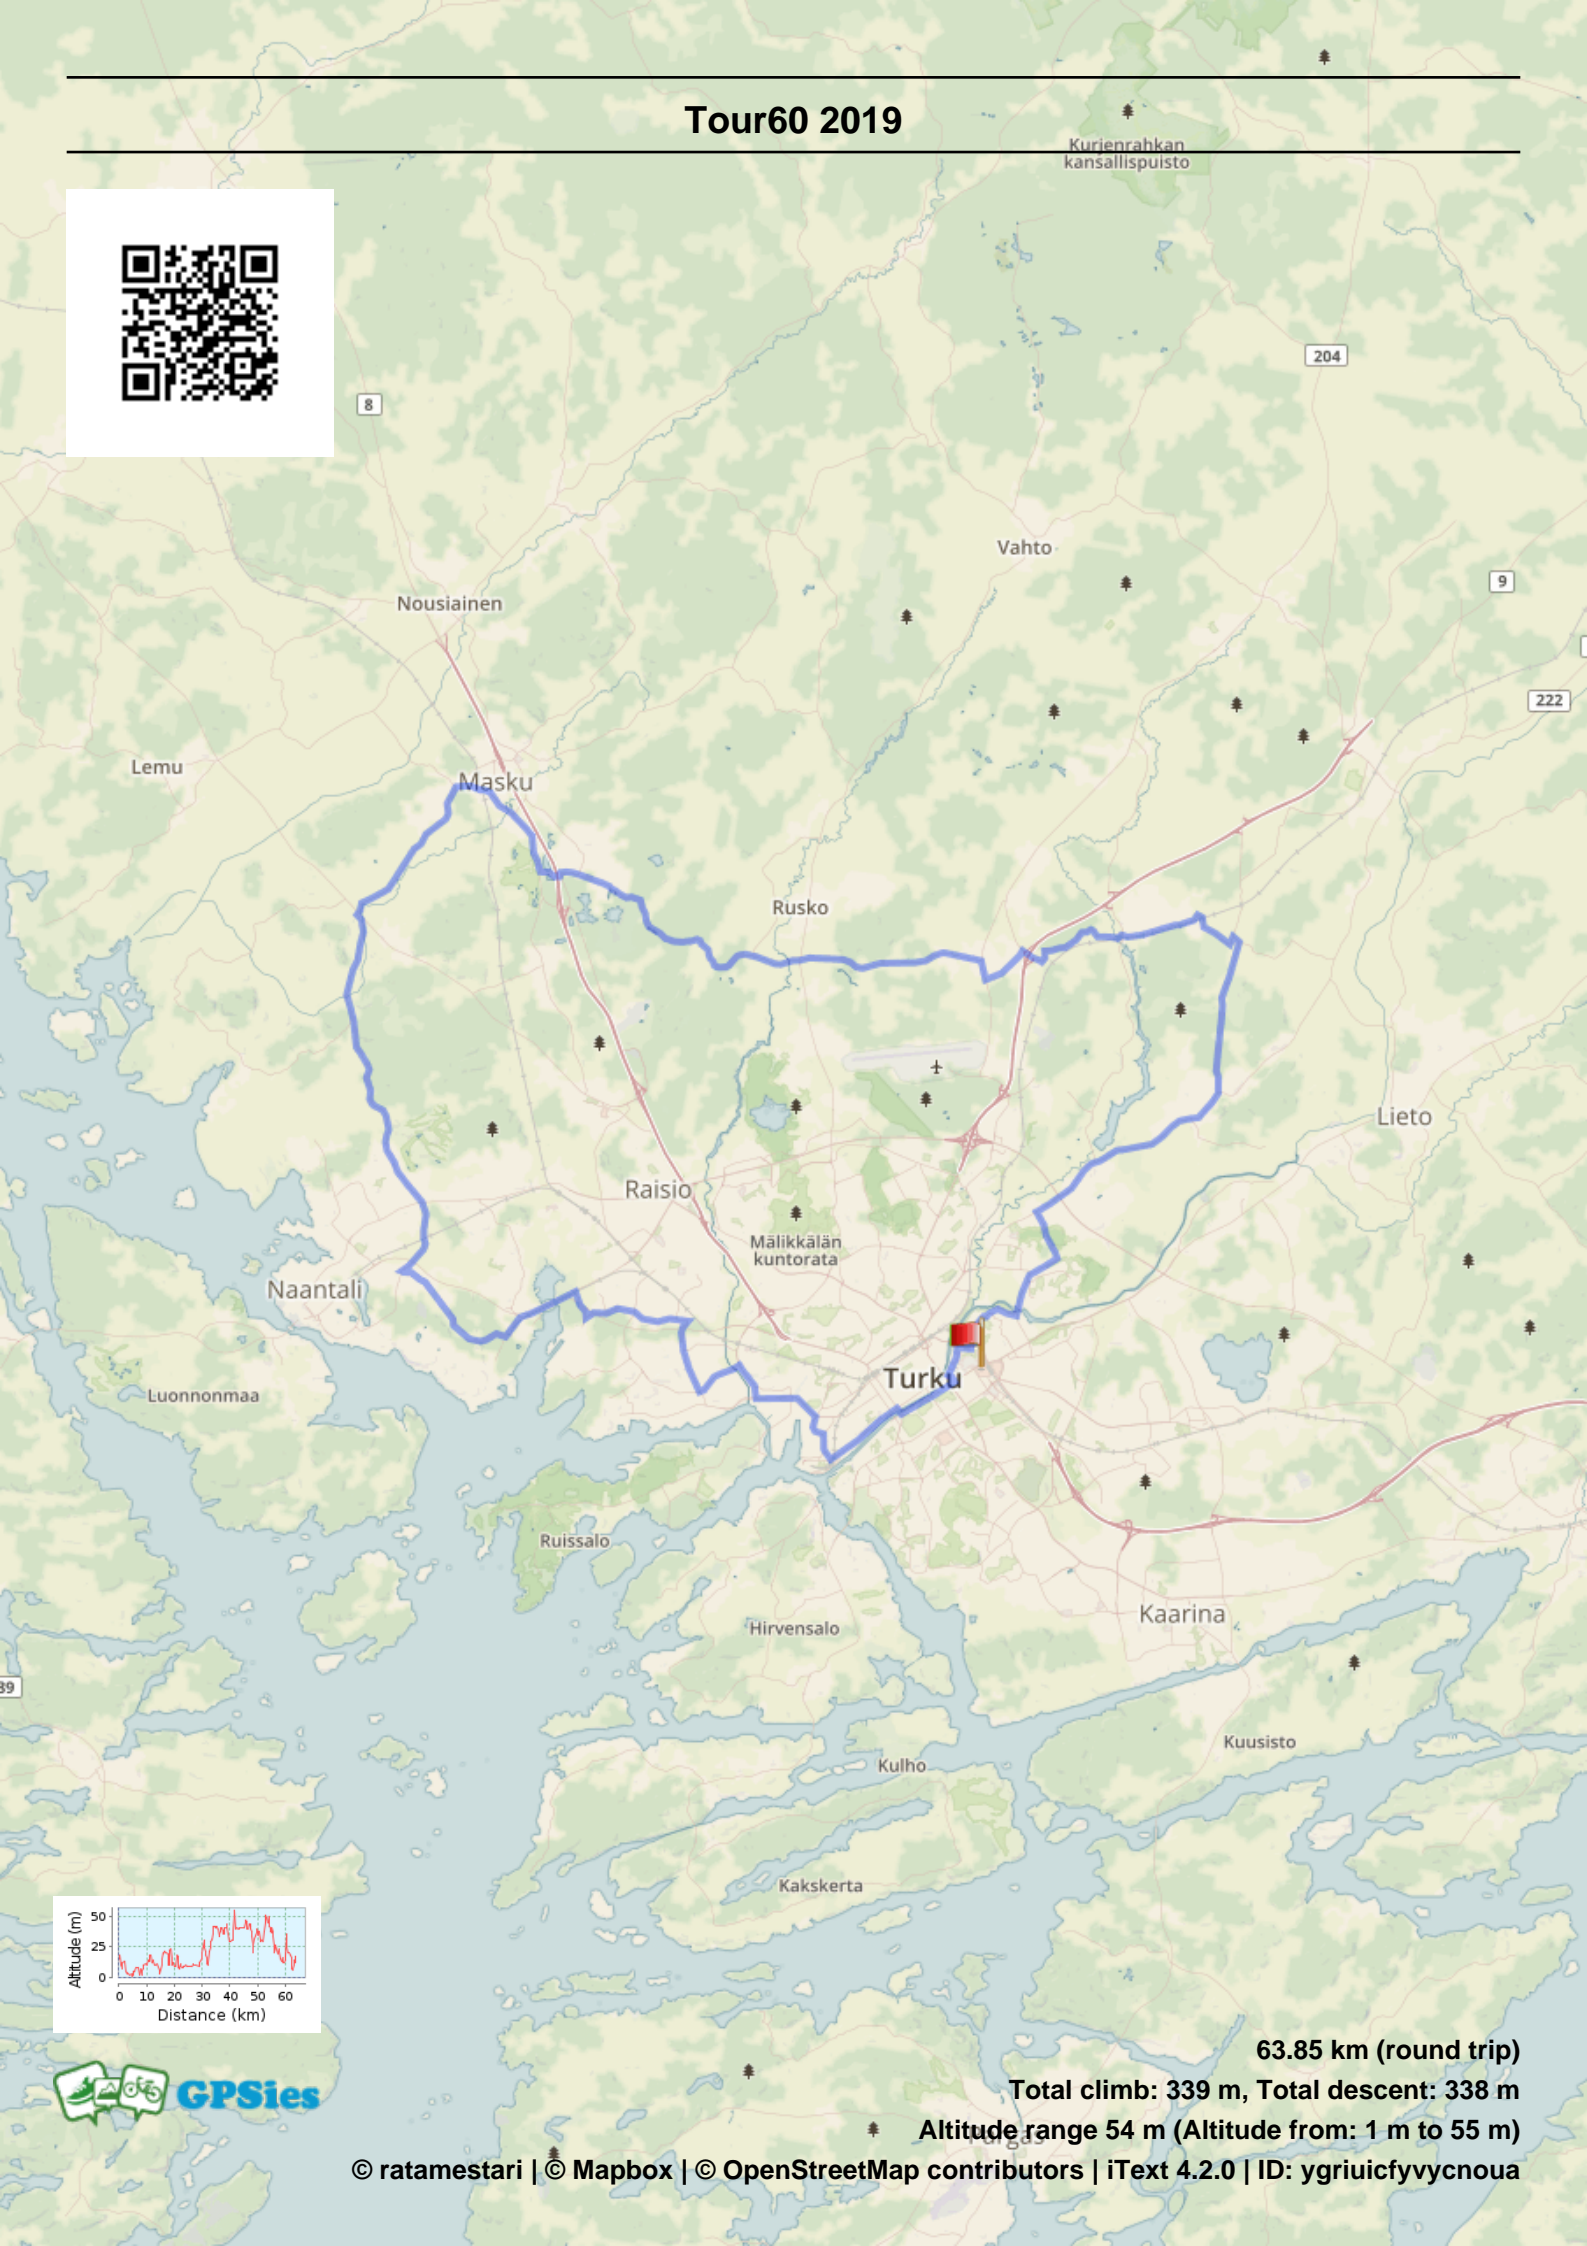 Tour60 2019
Kurjenrahkan
kansallispuisto
204
8
Vahto
9
Nousiainen
222
Lemu
Masku
Rusko
Lieto
Raisio
Mälikkälän
kuntorata
Naantali
Turku
Luonnonmaa
Ruissalo
Kaarina
Hirvensalo
39
Kuusisto
Kulho
Kakskerta
Altitude (m)
50
25
0
0 10 20 30 40 50 60
Distance (km)
GPSies
63.85 km (round trip)
Total climb: 339 m, Total descent: 338 m
Altitude range 54 m (Altitude from: 1 m to 55 m)
© ratamestari | © Mapbox | © OpenStreetMap contributors | iText 4.2.0 | ID: ygriuicfyvycnoua